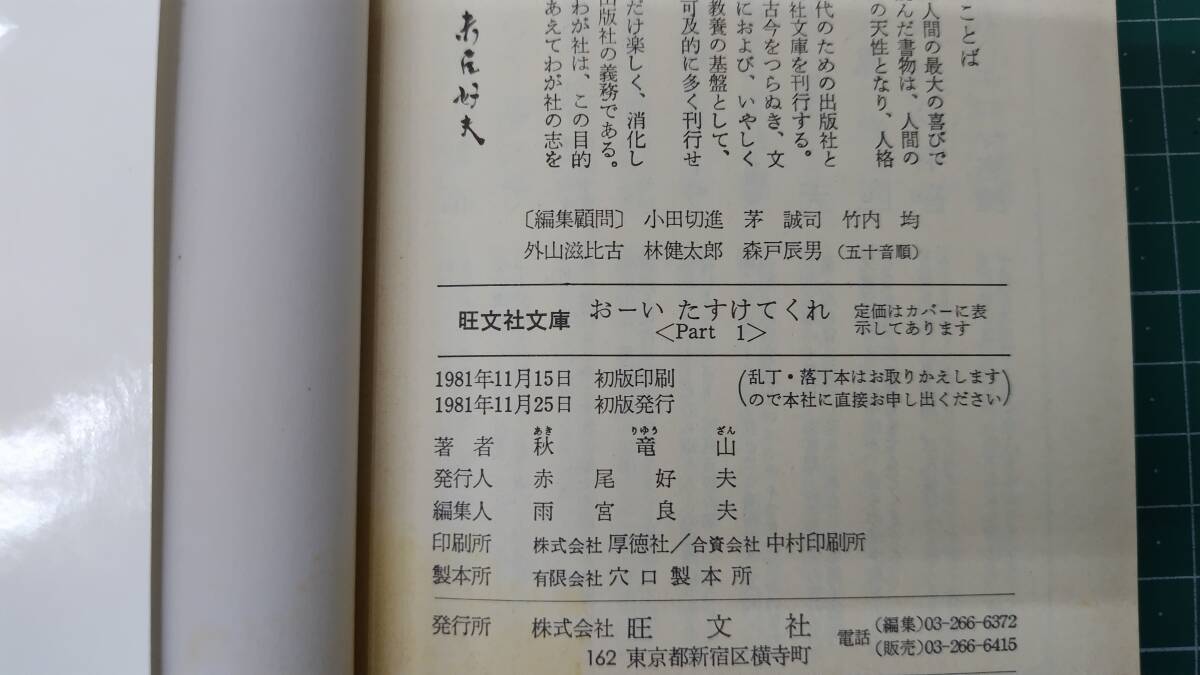 ことば
人間の最大の喜びで
んだ書物は、人間の
の天性となり、人格
代のための出版社と
社文庫を刊行する。
古今をつらぬき、文
におよび、いやしく
教養の基盤として、
可及的に多く刊行せ
だけ楽しく、消化し
出版社の義務である。
わが社は、この目的
あえてわが社の志を
赤尾好夫
〔編集顧問〕 小田切進 茅 誠司 竹内 均
外山滋比古 林健太郎 森戸辰男 (五十音順)
旺文社文庫 おーい たすけてくれ 定価はカバーに表
<Part 1> 示してあります
1981年11月15日 初版印刷 (乱丁・落丁本はお取りかえします
1981年11月25日 初版発行 ので本社に直接お申し出ください)
あき りゆう ざん
著者 秋 竜 山
発行人 赤尾好夫
編集人 雨宮良夫
印刷所 株式会社 厚徳社/合資会社 中村印刷所
製本所 有限会社 穴口製本所
発行所 株式会社 旺文社 電話 (編集)03-266-6372
162 東京都新宿区横寺町 (販売)03-266-6415